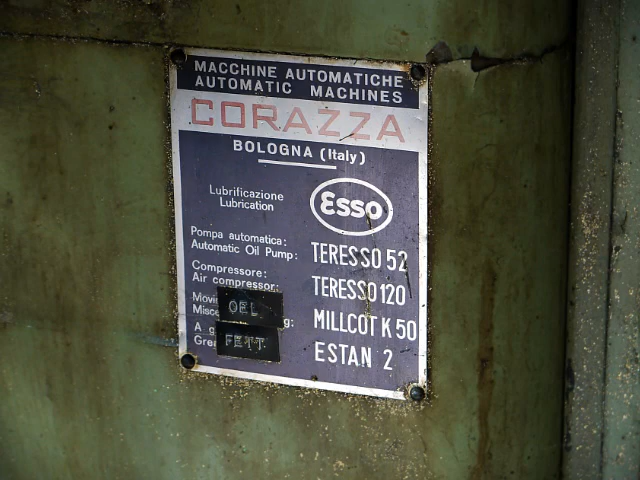 MACCHINE AUTOMATICHE
AUTOMATIC MACHINES
CORAZZA
BOLOGNA (Italy)
Lubrificazione
Lubrication
Esso
Pompa automatica:
Automatic Oil Pump: TERESSO 52
Compressore:
Air compressor: TERESSO 120
OEL
MILLCOT K 50
FETT
ESTAN 2